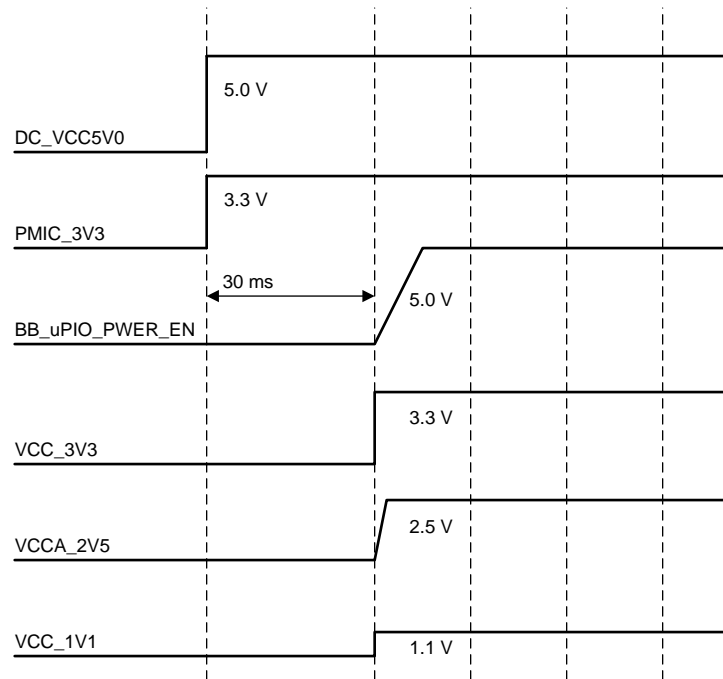 5.0 V
DC_VCC5V0
3.3 V
PMIC_3V3
30 ms
5.0 V
BB_uPIO_PWER_EN
3.3 V
VCC_3V3
2.5 V
VCCA_2V5
VCC_1V1
1.1 V